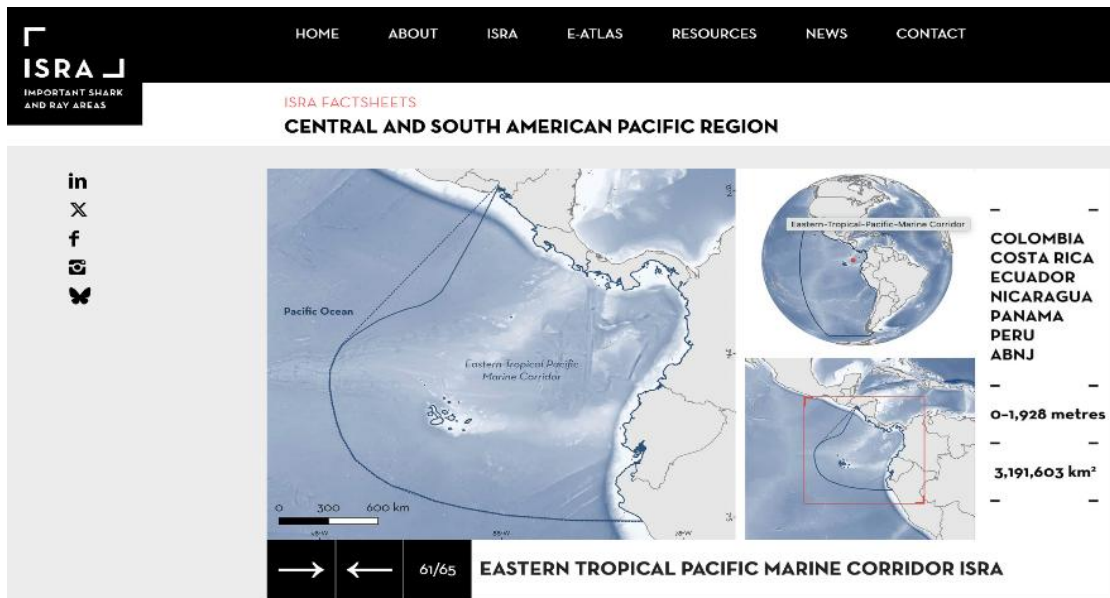 ISRA
IMPORTANT SHARK
AND RAY AREAS
HOME ABOUT ISRA E-ATLAS RESOURCES NEWS CONTACT
ISRA FACTSHEETS
CENTRAL AND SOUTH AMERICAN PACIFIC REGION
Pacific Ocean
Eastern Tropical Pacific
Marine Corridor
0 300 600 km
Eastern-Tropical-Pacific-Marine Corridor
COLOMBIA
COSTA RICA
ECUADOR
NICARAGUA
PANAMA
PERU
ABNJ
0–1,928 metres
3,191,603 km²
61/65
EASTERN TROPICAL PACIFIC MARINE CORRIDOR ISRA